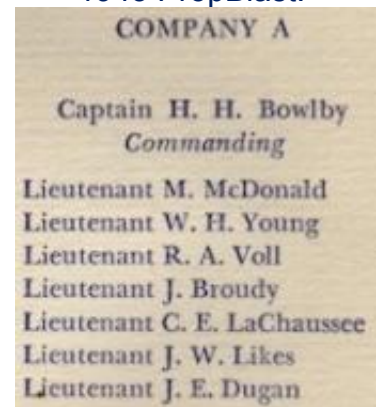 COMPANY A
Captain H. H. Bowlby
Commanding
Lieutenant M. McDonald
Lieutenant W. H. Young
Lieutenant R. A. Voll
Lieutenant J. Broudy
Lieutenant C. E. LaChaussee
Lieutenant J. W. Likes
Lieutenant J. E. Dugan